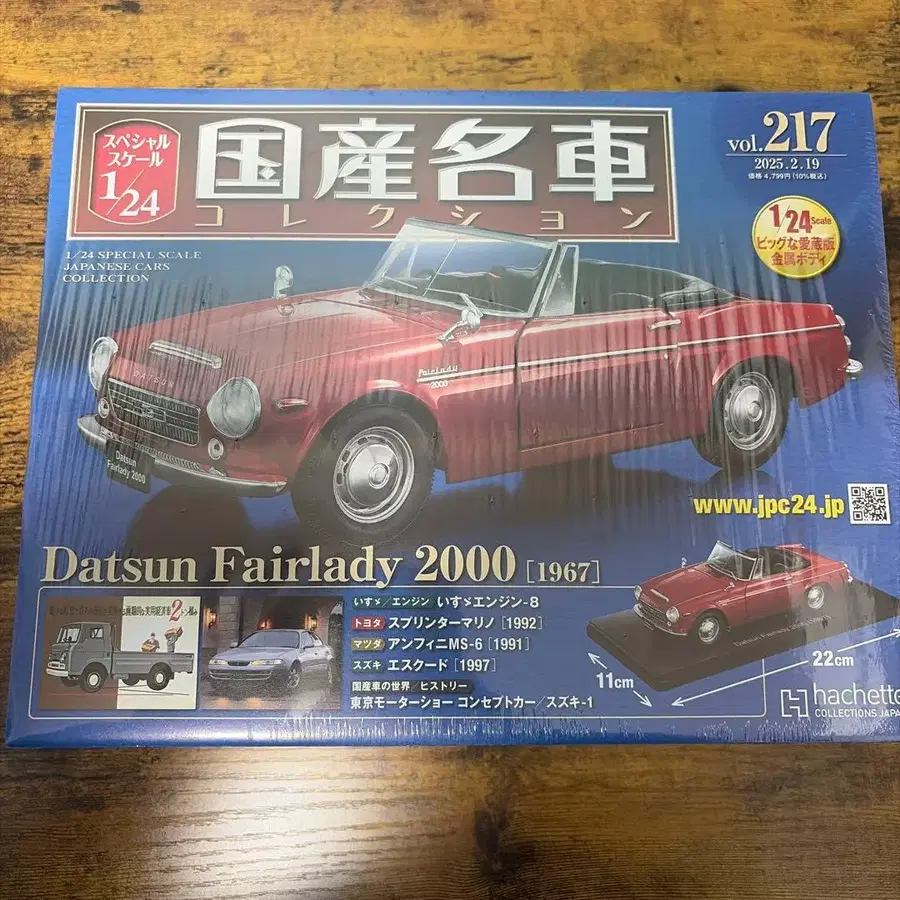 スペシャル
スケール
1/24
国産名車
コレクション
vol.217
2025.2.19
価格 4,799円(10%税込)
1/24 SPECIAL SCALE
JAPANESE CARS
COLLECTION
1/24Scale
ビッグな愛蔵版
金属ボディ
DATSUN
Fairlady
2000
Datsun
Fairlady 2000
www.jpc24.jp
Datsun Fairlady 2000 [1967]
2トン積み
いすゞ/エンジン いすゞエンジン-8
トヨタ スプリンターマリノ [1992]
マツダ アンフィニMS-6 [1991]
スズキ エスクード [1997]
国産車の世界/ヒストリー
東京モーターショー コンセプトカー/スズキ-1
11cm
22cm
hachette
COLLECTIONS JAPA